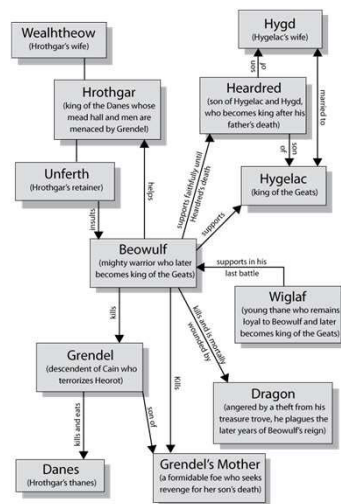 Wealhtheow
(Hrothgar's wife)
Hygd
(Hygelac's wife)
son
of
married to
Hrothgar
(king of the Danes whose
mead hall and men are
menaced by Grendel)
Heardred
(son of Hygelac and Hygd,
who becomes king after his
father's death)
Unferth
(Hrothgar's retainer)
helps
supports faithfully until
Heardred's death
son
of
Hygelac
(king of the Geats)
insults
supports
Beowulf
(mighty warrior who later
becomes king of the Geats)
supports in his
last battle
Wiglaf
(young thane who remains
loyal to Beowulf and later
becomes king of the Geats)
kills
Kills
kills and is mortally
wounded by
Grendel
(descendent of Cain who
terrorizes Heorot)
Dragon
(angered by a theft from his
treasure trove, he plagues the
later years of Beowulf's reign)
kills and eats
son of
Danes
(Hrothgar's thanes)
Grendel's Mother
(a formidable foe who seeks
revenge for her son's death)